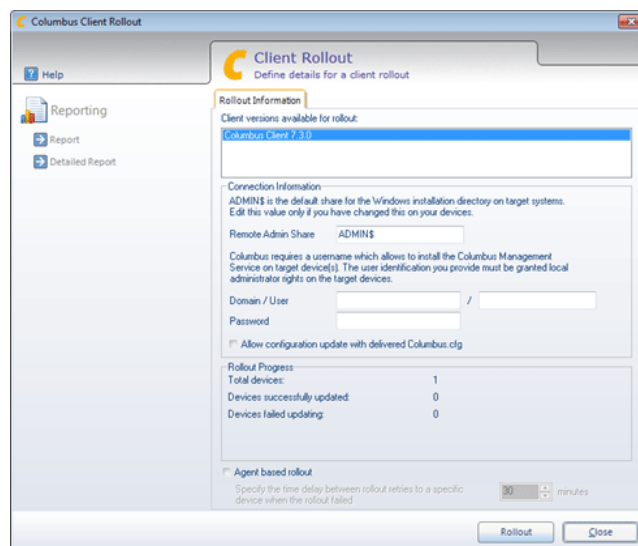 Columbus Client Rollout
Help
Client Rollout
Define details for a client rollout
Reporting
Report
Detailed Report
Rollout Information
Client versions available for rollout:
Columbus Client 7.3.0
Connection Information
ADMIN$ is the default share for the Windows installation directory on target systems.
Edit this value only if you have changed this on your devices.
Remote Admin Share
ADMIN$
Columbus requires a username which allows to install the Columbus Management
Service on target device(s). The user identification you provide must be granted local
administrator rights on the target devices.
Domain / User
/
Password
Allow configuration update with delivered Columbus.cfg
Rollout Progress
Total devices: 1
Devices successfully updated: 0
Devices failed updating: 0
Agent based rollout
Specify the time delay between rollout retries to a specific
device when the rollout failed
30 minutes
Rollout
Close